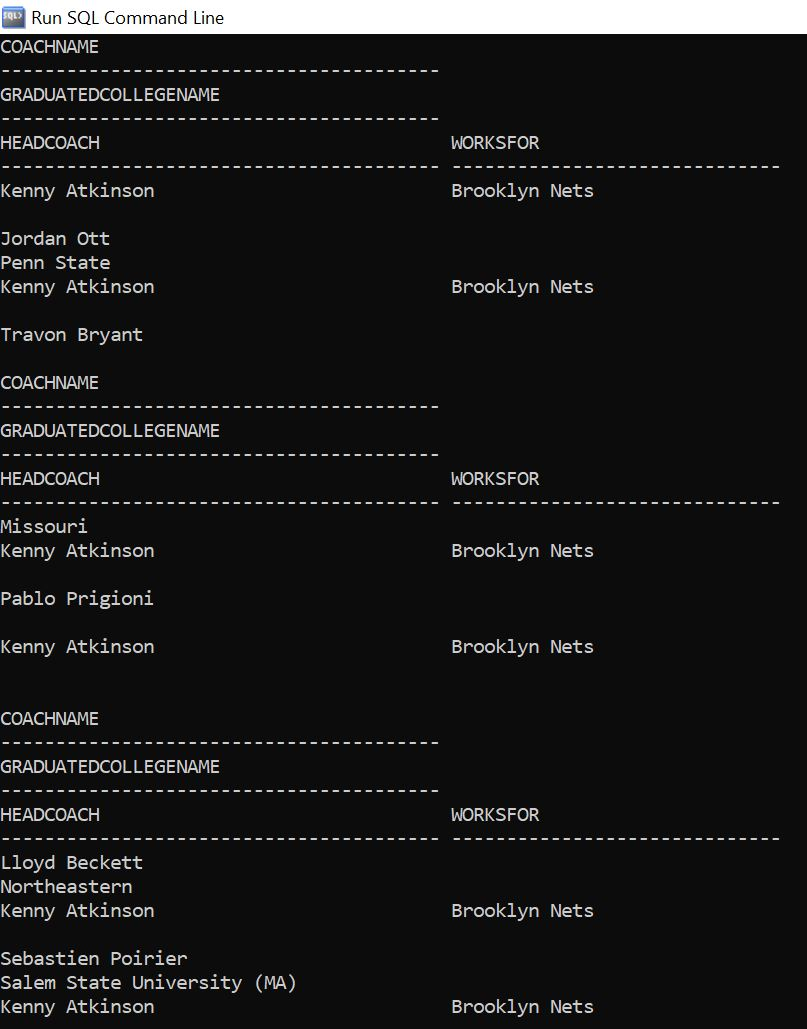 SQL> Run SQL Command Line
COACHNAME
----------------------------------------
GRADUATEDCOLLEGENAME
----------------------------------------
HEADCOACH WORKSFOR
---------------------------------------- ------------------------------
Kenny Atkinson Brooklyn Nets
Jordan Ott
Penn State
Kenny Atkinson Brooklyn Nets
Travon Bryant
COACHNAME
----------------------------------------
GRADUATEDCOLLEGENAME
----------------------------------------
HEADCOACH WORKSFOR
---------------------------------------- ------------------------------
Missouri
Kenny Atkinson Brooklyn Nets
Pablo Prigioni
Kenny Atkinson Brooklyn Nets
COACHNAME
----------------------------------------
GRADUATEDCOLLEGENAME
----------------------------------------
HEADCOACH WORKSFOR
---------------------------------------- ------------------------------
Lloyd Beckett
Northeastern
Kenny Atkinson Brooklyn Nets
Sebastien Poirier
Salem State University (MA)
Kenny Atkinson Brooklyn Nets